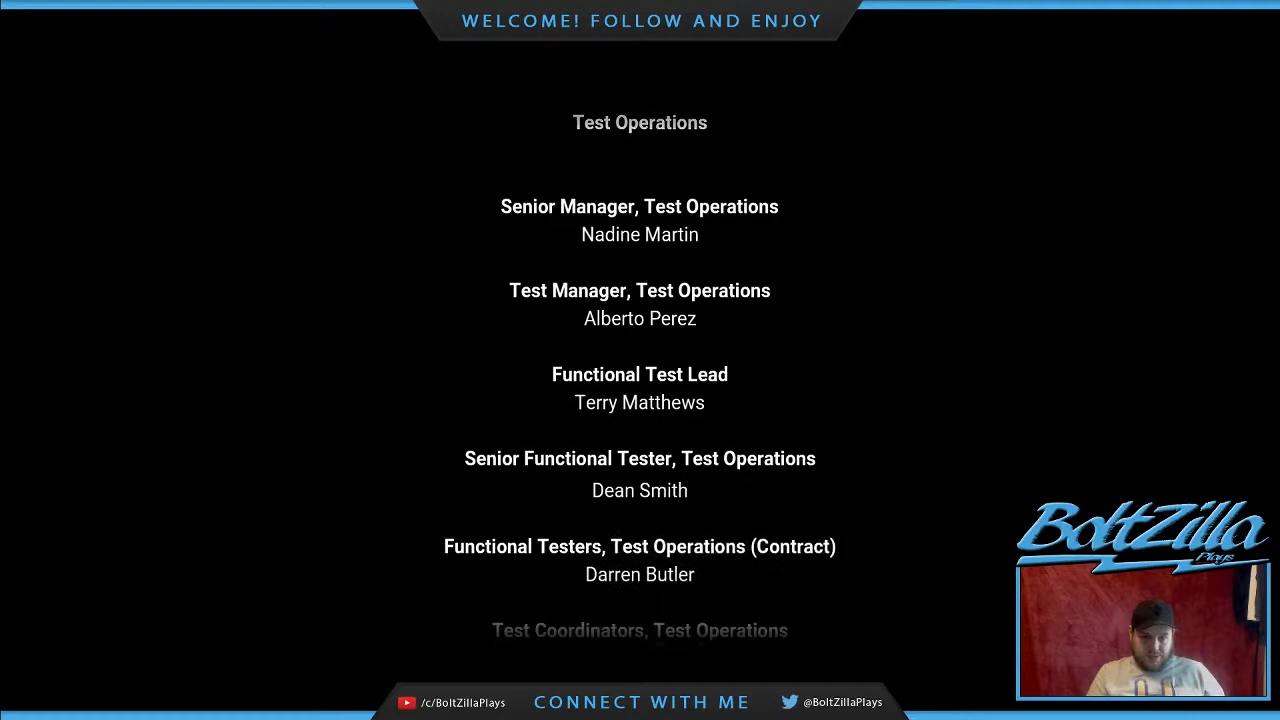 WELCOME! FOLLOW AND ENJOY
Test Operations
Senior Manager, Test Operations
Nadine Martin
Test Manager, Test Operations
Alberto Perez
Functional Test Lead
Terry Matthews
Senior Functional Tester, Test Operations
Dean Smith
Functional Testers, Test Operations (Contract)
Darren Butler
Test Coordinators, Test Operations
BoltZilla
Plays
/c/BoltZillaPlays
CONNECT WITH ME
@BoltZillaPlays